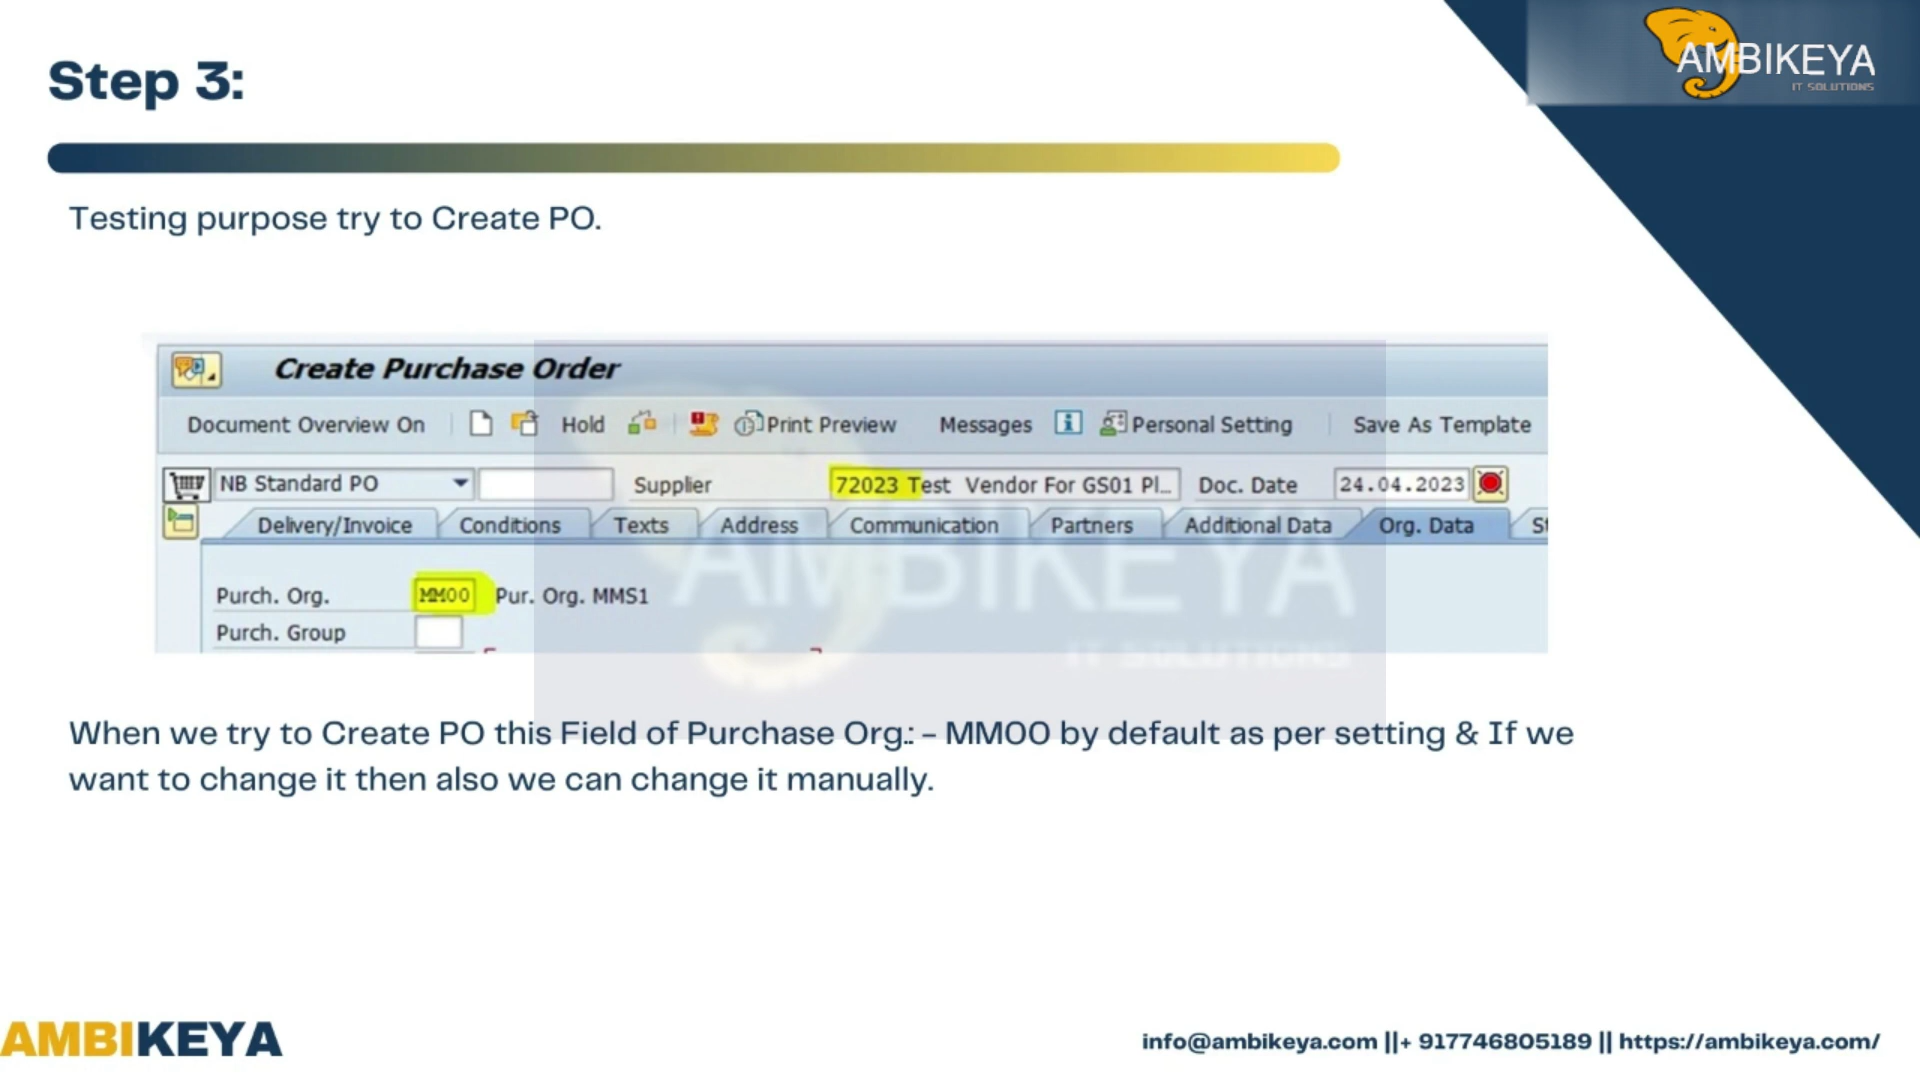 AMBIKEYA
IT SOLUTIONS
Step 3:
Testing purpose try to Create PO.
Create Purchase Order
Document Overview On Hold Print Preview Messages Personal Setting Save As Template
NB Standard PO Supplier 72023 Test Vendor For GS01 Pl... Doc. Date 24.04.2023
Delivery/Invoice Conditions Texts Address Communication Partners Additional Data Org. Data St
Purch. Org. MM00 Pur. Org. MMS1
Purch. Group
AMBIKEYA
IT SOLUTIONS
When we try to Create PO this Field of Purchase Org.: - MM00 by default as per setting & If we
want to change it then also we can change it manually.
AMBIKEYA
info@ambikeya.com ||+ 917746805189 || https://ambikeya.com/